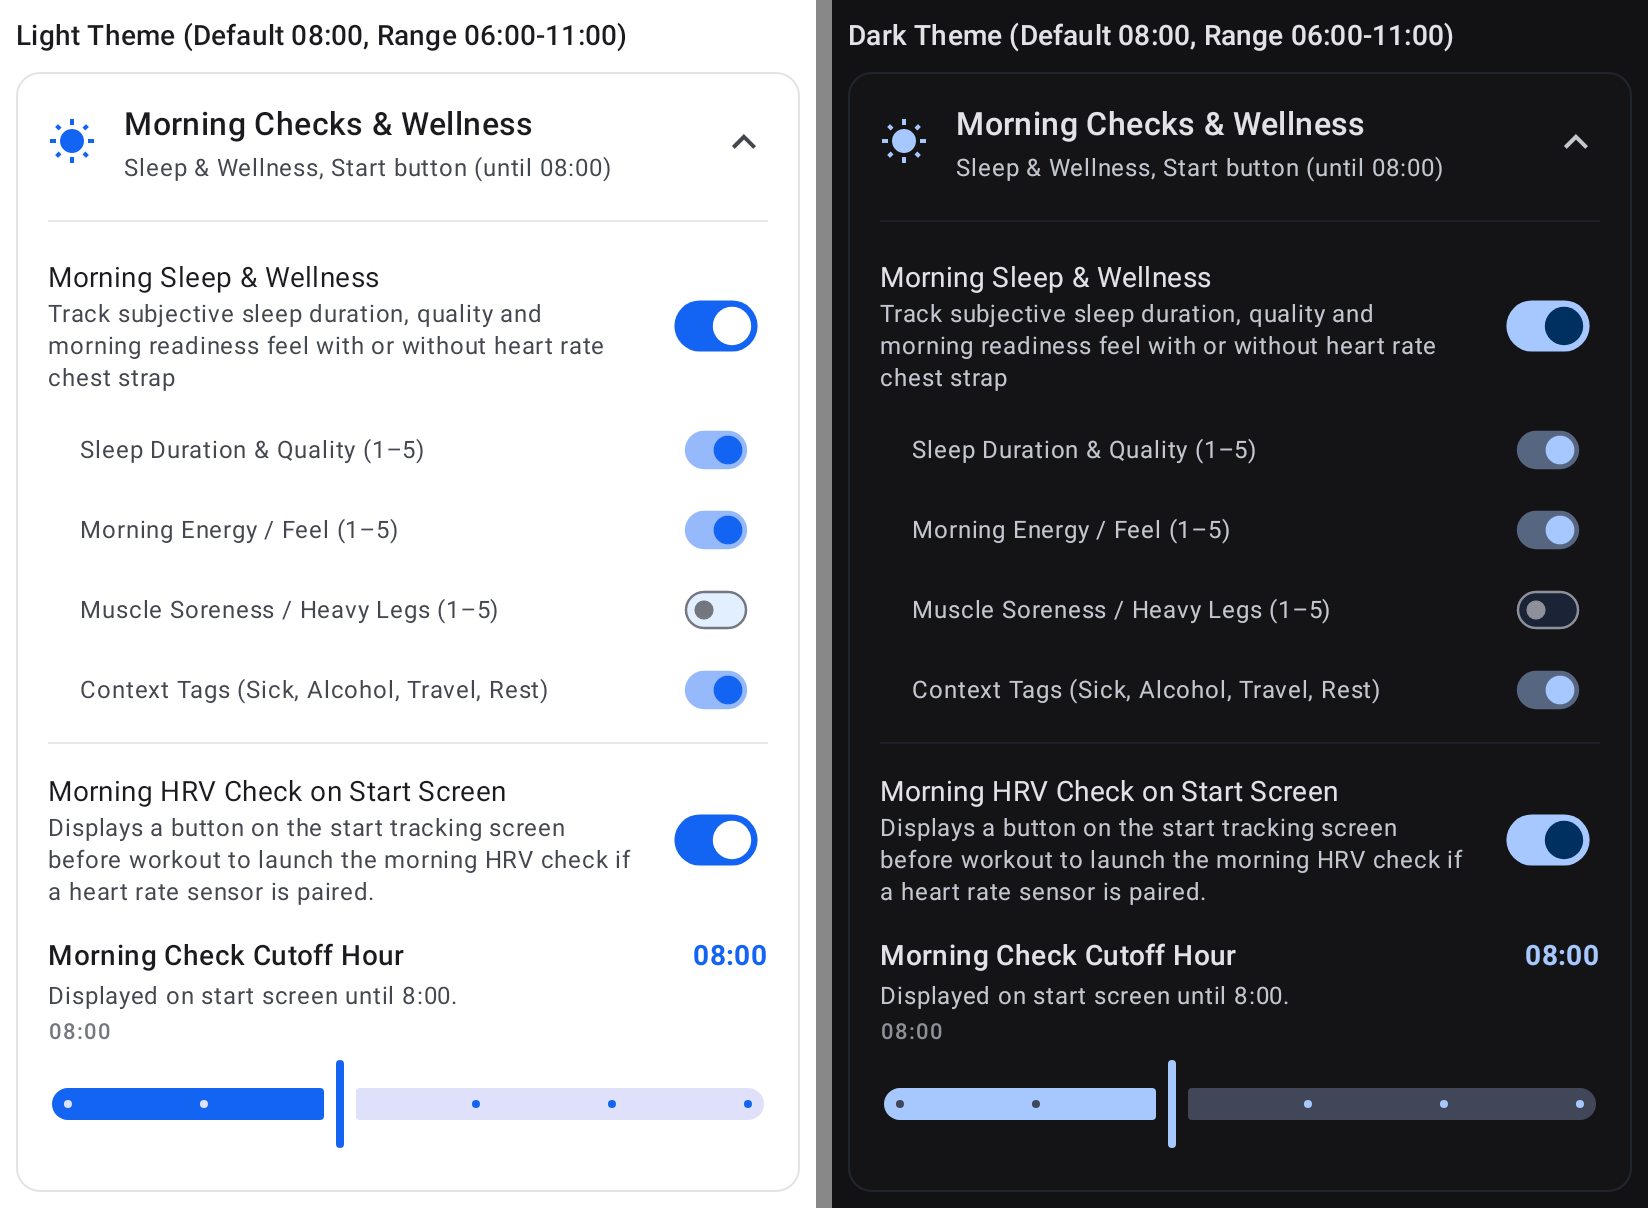 Light Theme (Default 08:00, Range 06:00-11:00)
Morning Checks & Wellness
Sleep & Wellness, Start button (until 08:00)
Morning Sleep & Wellness
Track subjective sleep duration, quality and
morning readiness feel with or without heart rate
chest strap
Sleep Duration & Quality (1–5)
Morning Energy / Feel (1–5)
Muscle Soreness / Heavy Legs (1–5)
Context Tags (Sick, Alcohol, Travel, Rest)
Morning HRV Check on Start Screen
Displays a button on the start tracking screen
before workout to launch the morning HRV check if
a heart rate sensor is paired.
Morning Check Cutoff Hour 08:00
Displayed on start screen until 8:00.
08:00
Dark Theme (Default 08:00, Range 06:00-11:00)
Morning Checks & Wellness
Sleep & Wellness, Start button (until 08:00)
Morning Sleep & Wellness
Track subjective sleep duration, quality and
morning readiness feel with or without heart rate
chest strap
Sleep Duration & Quality (1–5)
Morning Energy / Feel (1–5)
Muscle Soreness / Heavy Legs (1–5)
Context Tags (Sick, Alcohol, Travel, Rest)
Morning HRV Check on Start Screen
Displays a button on the start tracking screen
before workout to launch the morning HRV check if
a heart rate sensor is paired.
Morning Check Cutoff Hour 08:00
Displayed on start screen until 8:00.
08:00